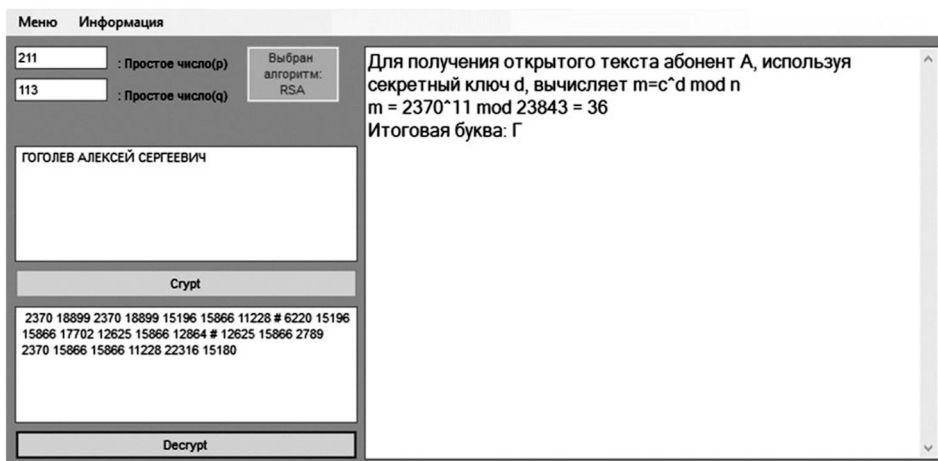 Меню Информация
211 : Простое число(p)
113 : Простое число(q)
Выбран
алгоритм:
RSA
ГОГОЛЕВ АЛЕКСЕЙ СЕРГЕЕВИЧ
Crypt
2370 18899 2370 18899 15196 15866 11228 # 6220 15196
15866 17702 12625 15866 12864 # 12625 15866 2789
2370 15866 15866 11228 22316 15180
Decrypt
Для получения открытого текста абонент А, используя
секретный ключ d, вычисляет m=c^d mod n
m = 2370^11 mod 23843 = 36
Итоговая буква: Г